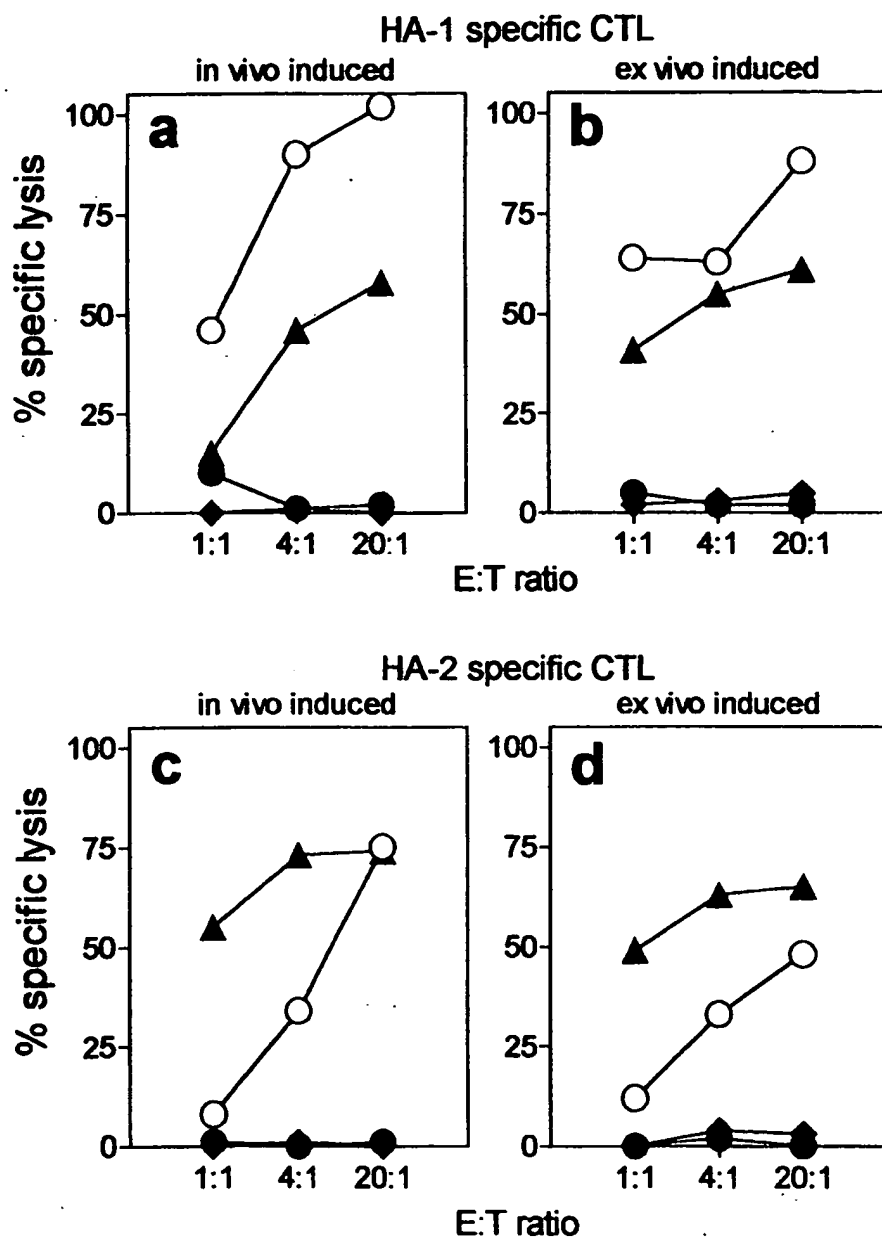 HA-1 specific CTL
in vivo induced
ex vivo induced
% specific lysis
100
75
50
25
0
a
1:1
4:1
20:1
100
75
50
25
0
b
1:1
4:1
20:1
E:T ratio
HA-2 specific CTL
in vivo induced
ex vivo induced
% specific lysis
100
75
50
25
0
c
1:1
4:1
20:1
100
75
50
25
0
d
1:1
4:1
20:1
E:T ratio